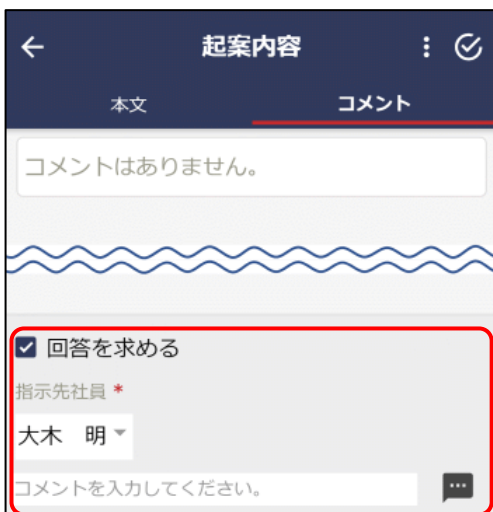 起案内容
本文
コメント
コメントはありません。
回答を求める
指示先社員 *
大木　明
コメントを入力してください。